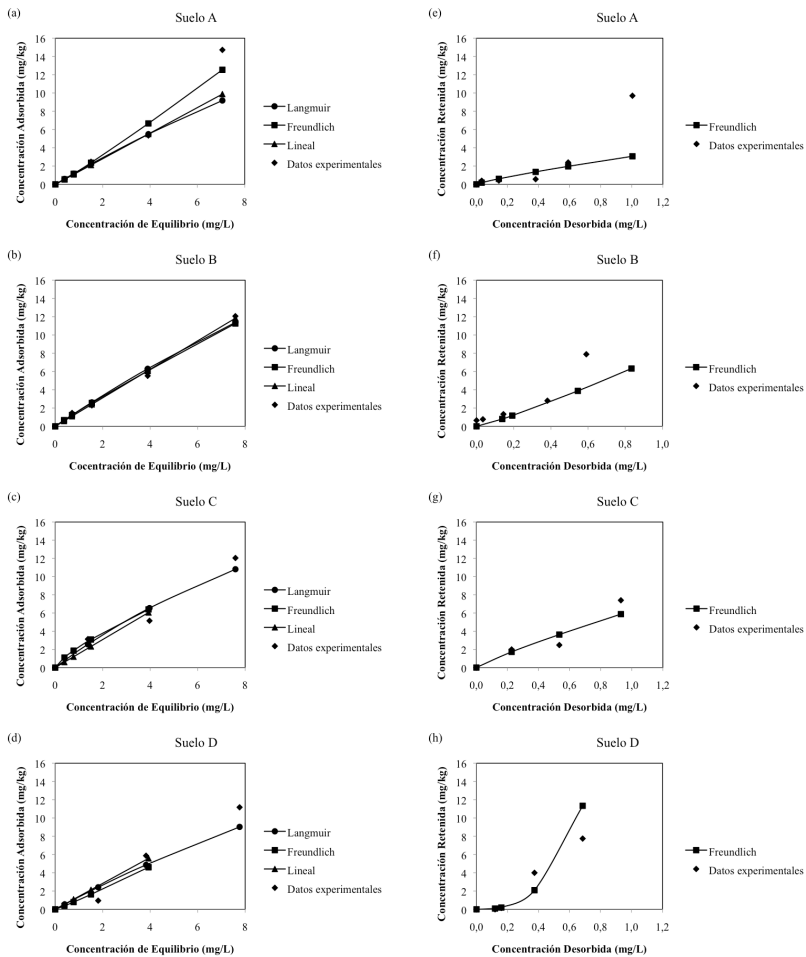 (a)
Suelo A
Concentración Adsorbida (mg/kg)
16
14
12
10
8
6
4
2
0
0 2 4 6 8
Concentración de Equilibrio (mg/L)
Langmuir
Freundlich
Lineal
Datos experimentales
(e)
Suelo A
Concentración Retenida (mg/kg)
16
14
12
10
8
6
4
2
0
0,0 0,2 0,4 0,6 0,8 1,0 1,2
Concentración Desorbida (mg/L)
Freundlich
Datos experimentales
(b)
Suelo B
Concentración Adsorbida (mg/kg)
16
14
12
10
8
6
4
2
0
0 2 4 6 8
Cocentración de Equilibrio (mg/L)
Langmuir
Freundlich
Lineal
Datos experimentales
(f)
Suelo B
Concentración Retenida (mg/kg)
16
14
12
10
8
6
4
2
0
0,0 0,2 0,4 0,6 0,8 1,0
Concentración Desorbida (mg/L)
Freundlich
Datos experimentales
(c)
Suelo C
Concentración Adsorbida (mg/kg)
16
14
12
10
8
6
4
2
0
0 2 4 6 8
Concentración de Equilibrio (mg/L)
Langmuir
Freundlich
Lineal
Datos experimentales
(g)
Suelo C
Concentración Retenida (mg/kg)
16
14
12
10
8
6
4
2
0
0,0 0,2 0,4 0,6 0,8 1,0 1,2
Concentración Desorbida (mg/L)
Freundlich
Datos experimentales
(d)
Suelo D
Concentración Adsorbida (mg/kg)
16
14
12
10
8
6
4
2
0
0 2 4 6 8
Concentración de Equilibrio (mg/L)
Langmuir
Freundlich
Lineal
Datos experimentales
(h)
Suelo D
Concentración Retenida (mg/kg)
16
14
12
10
8
6
4
2
0
0,0 0,2 0,4 0,6 0,8 1,0
Concentración Desorbida (mg/L)
Freundlich
Datos experimentales